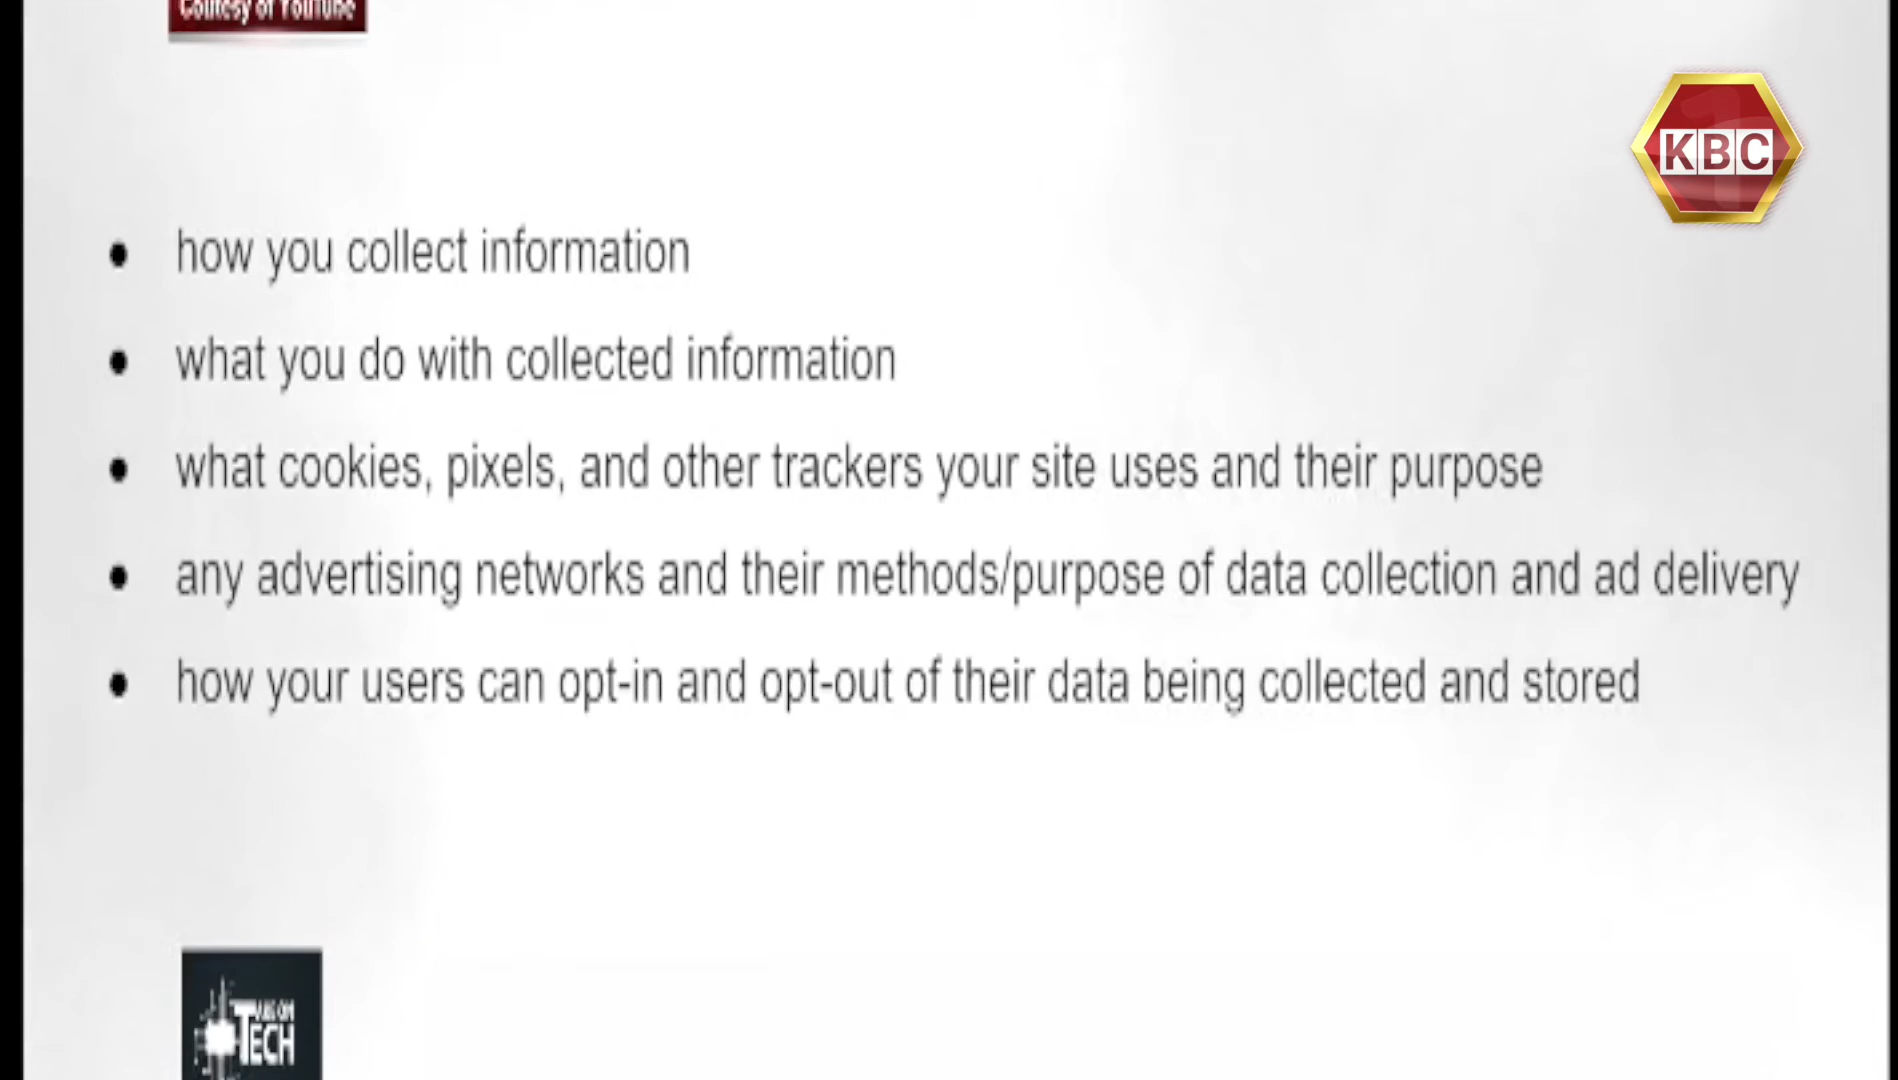 Coutesy of YouTube
KBC
how you collect information
what you do with collected information
what cookies, pixels, and other trackers your site uses and their purpose
any advertising networks and their methods/purpose of data collection and ad delivery
how your users can opt-in and opt-out of their data being collected and stored
TECH